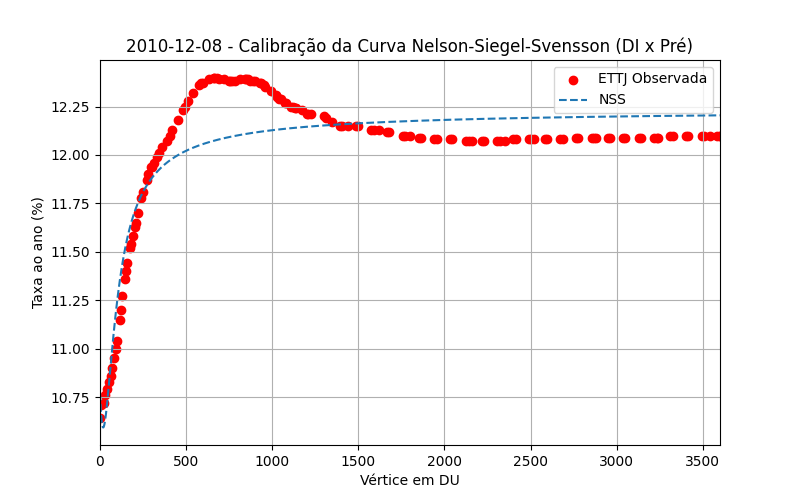 2010-12-08 - Calibração da Curva Nelson-Siegel-Svensson (DI x Pré)
ETTJ Observada
NSS
Taxa ao ano (%)
12.25
12.00
11.75
11.50
11.25
11.00
10.75
0 500 1000 1500 2000 2500 3000 3500
Vértice em DU